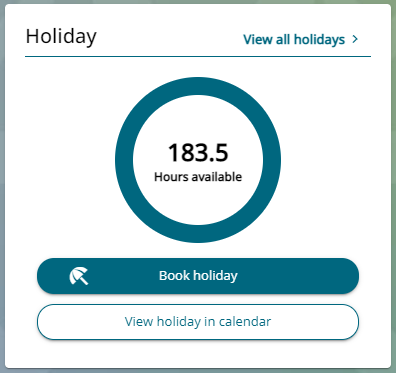 Holiday
View all holidays
183.5
Hours available
Book holiday
View holiday in calendar